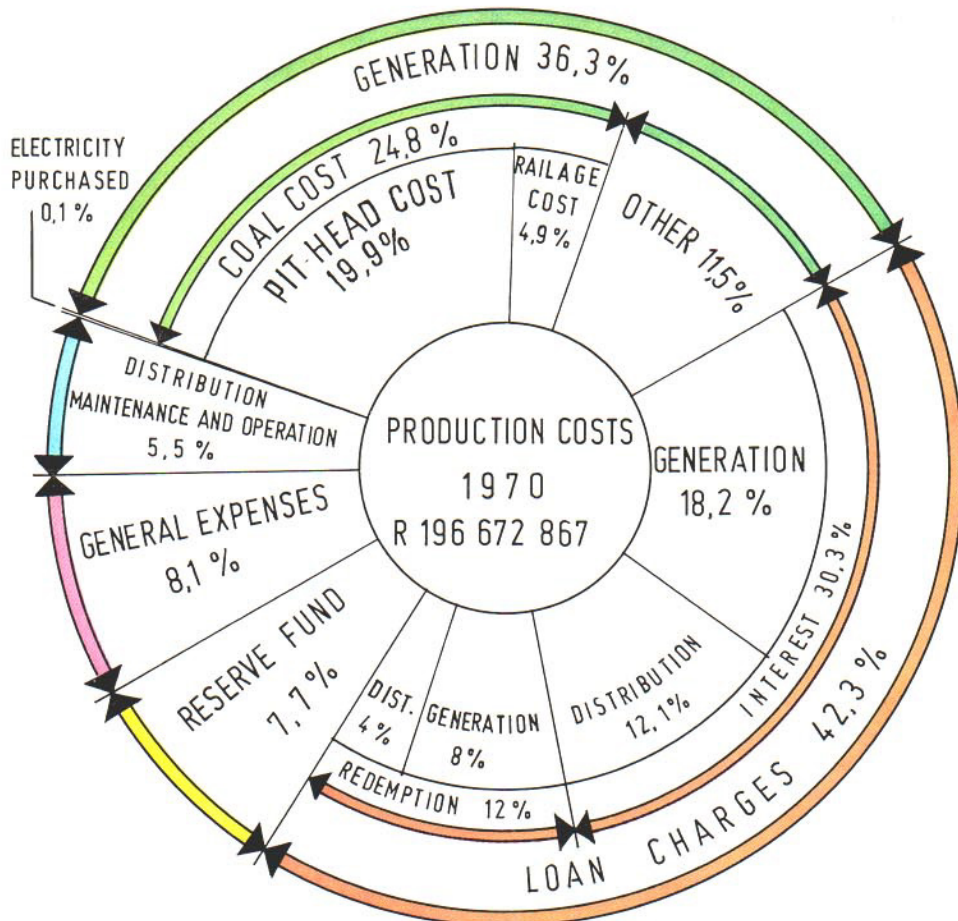 GENERATION 36,3%
ELECTRICITY
PURCHASED
0,1%
COAL COST 24,8 %
PIT-HEAD COST
19,9%
RAILAGE
COST
4,9%
OTHER 11,5%
DISTRIBUTION
MAINTENANCE AND OPERATION
5,5 %
PRODUCTION COSTS
1970
R 196 672 867
GENERATION
18,2 %
GENERAL EXPENSES
8,1 %
RESERVE FUND
7,7 %
DIST.
4%
GENERATION
8%
DISTRIBUTION
12,1%
INTEREST 30,3%
REDEMPTION 12%
LOAN CHARGES 42,3 %